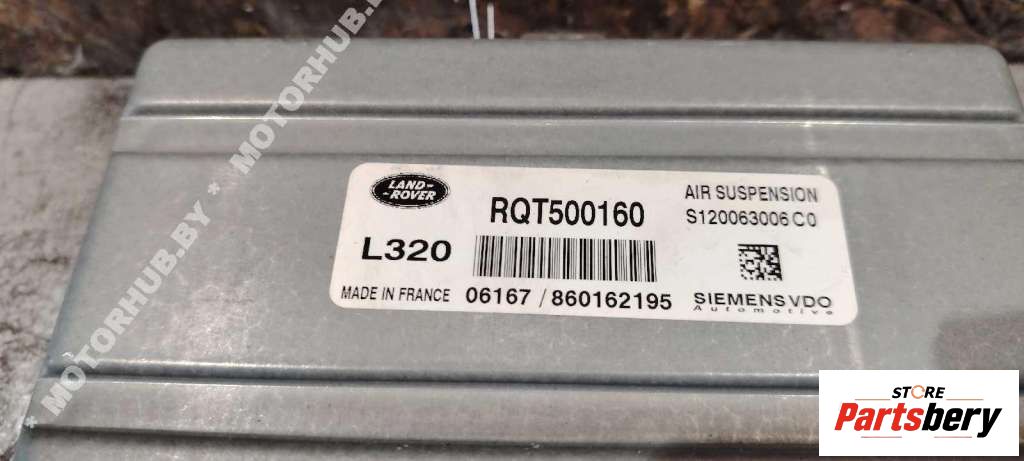 * MOTORHUB.BY * MOTORHUB.BY
LAND-
-ROVER
RQT500160
AIR SUSPENSION
S120063006 C0
L320
MADE IN FRANCE 06167 / 860162195
SIEMENS VDO
Automotive
STORE
Partsbery